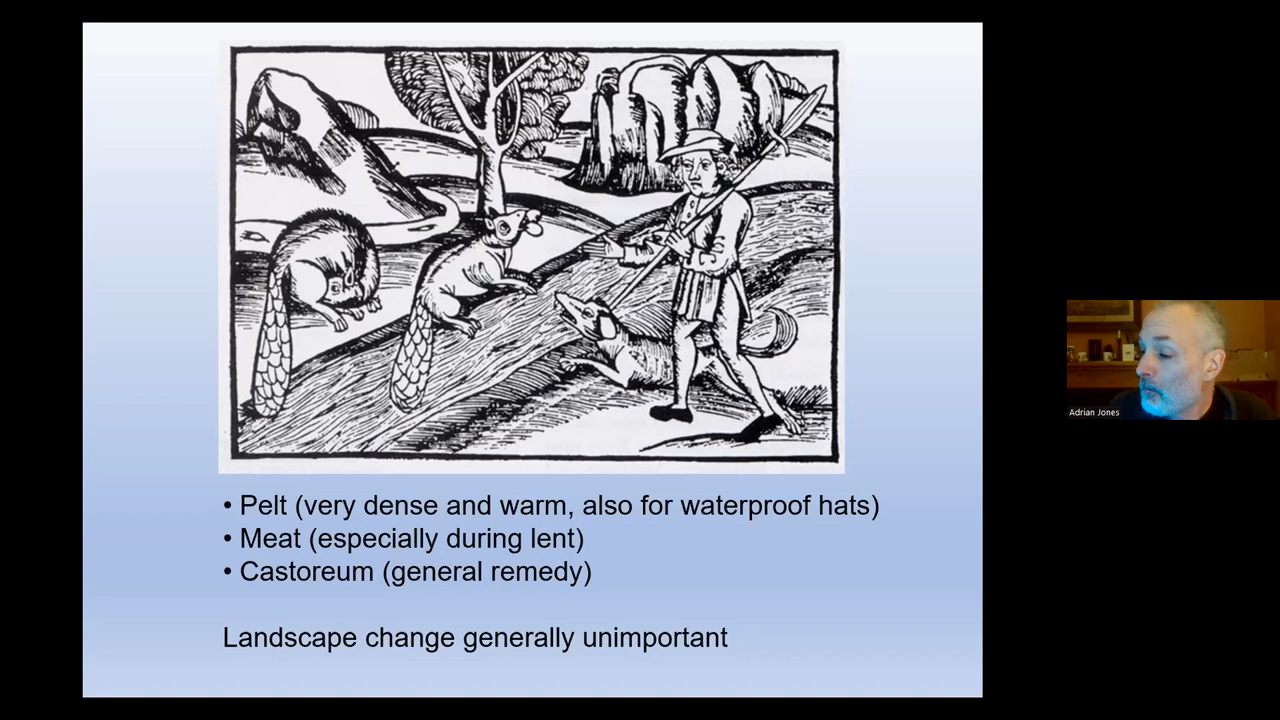 • Pelt (very dense and warm, also for waterproof hats)
• Meat (especially during lent)
• Castoreum (general remedy)
Landscape change generally unimportant
Adrian Jones